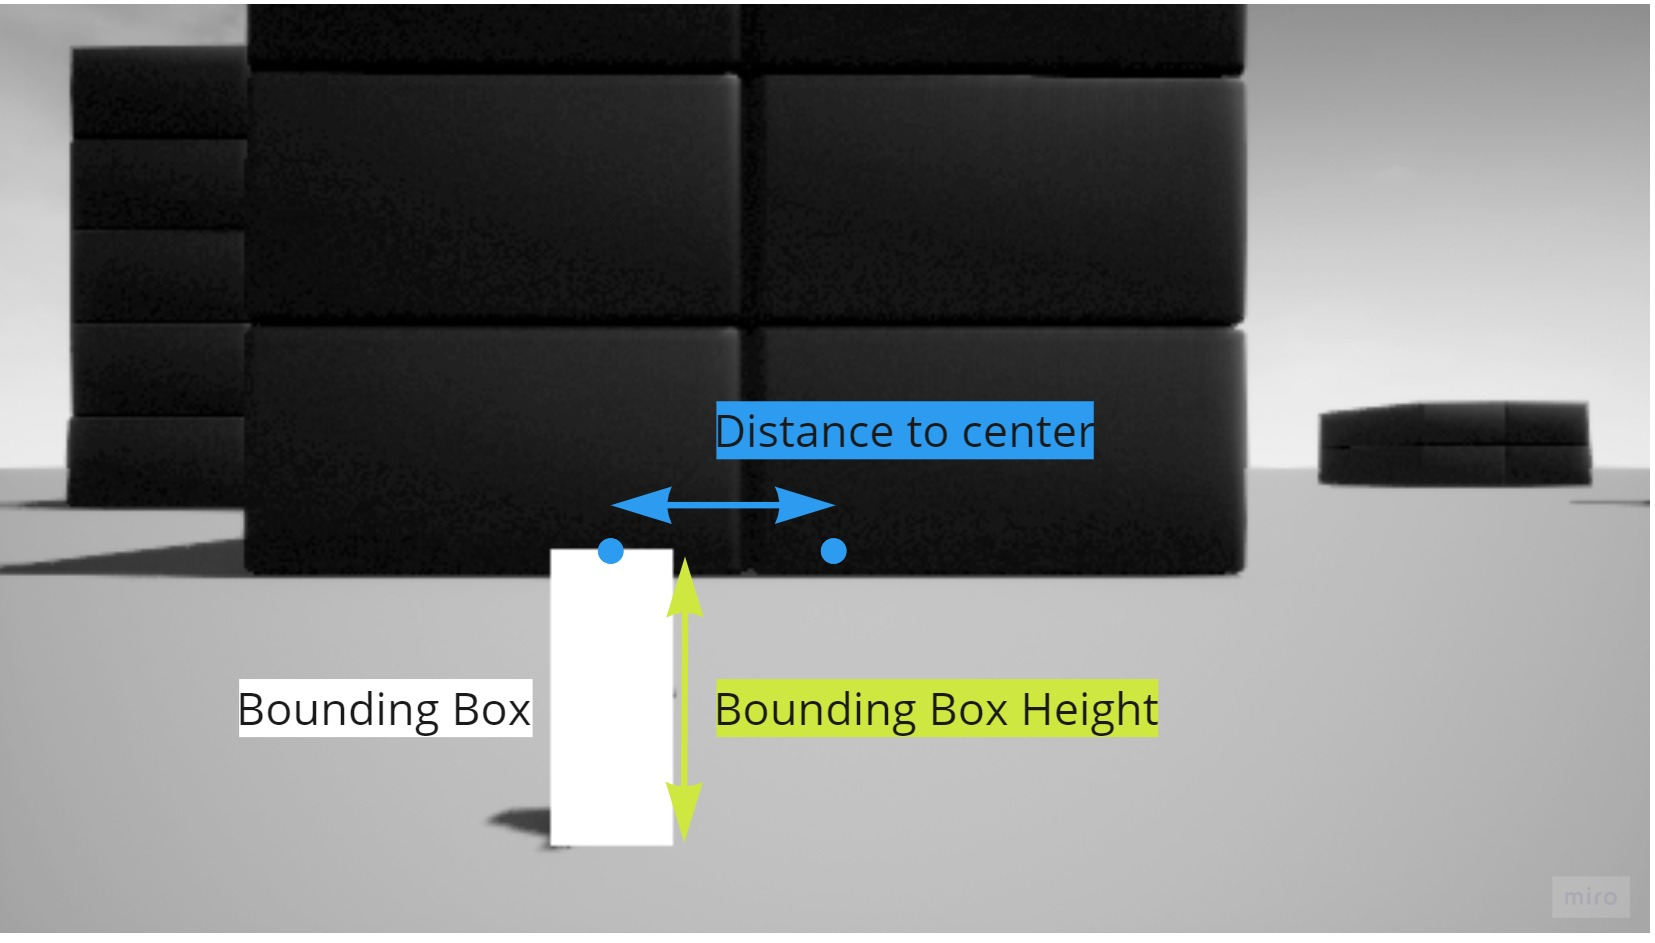 Distance to center
Bounding Box
Bounding Box Height
miro